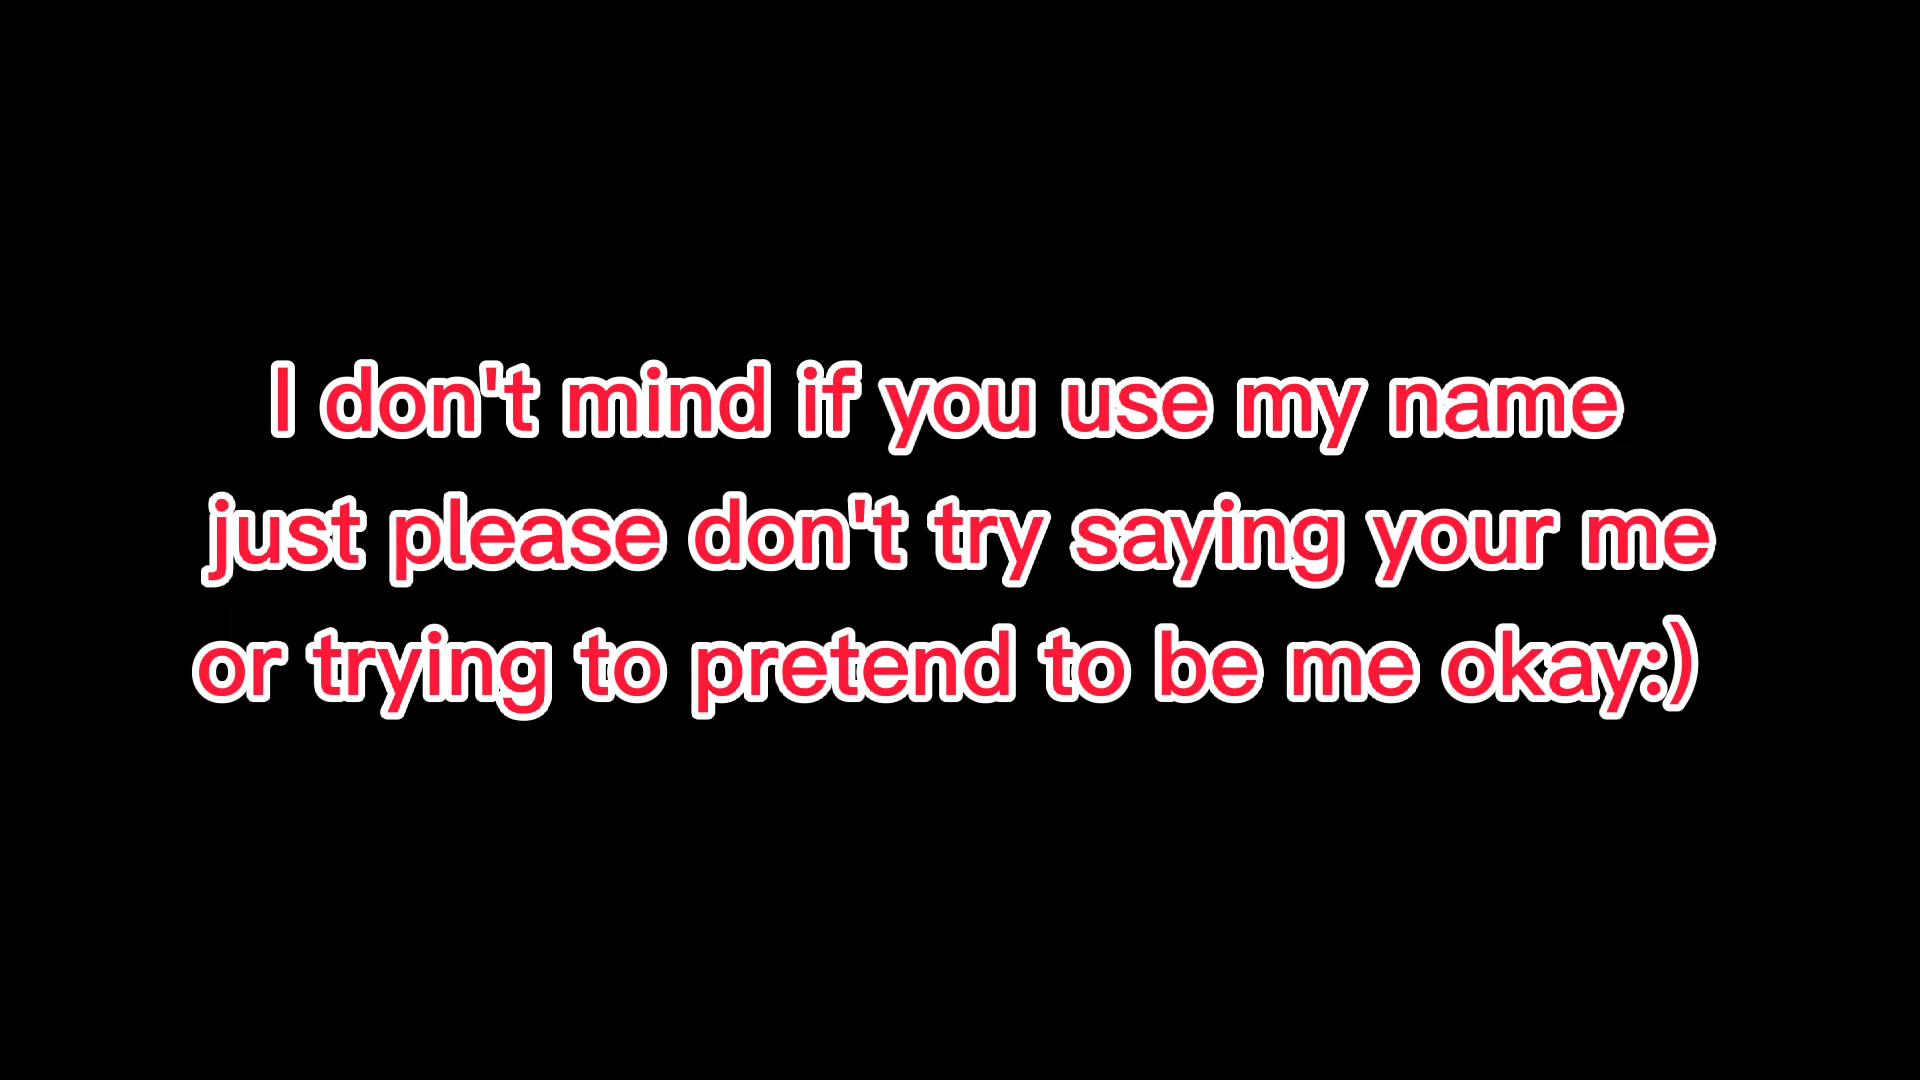 I don't mind if you use my name
just please don't try saying your me
or trying to pretend to be me okay:)